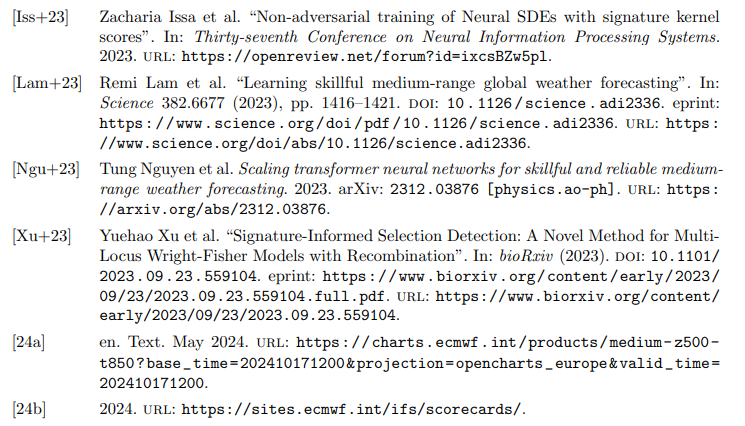 [Iss+23] Zacharia Issa et al. “Non-adversarial training of Neural SDEs with signature kernel
scores”. In: Thirty-seventh Conference on Neural Information Processing Systems.
2023. URL: https://openreview.net/forum?id=ixcsBZw5pl.
[Lam+23] Remi Lam et al. “Learning skillful medium-range global weather forecasting”. In:
Science 382.6677 (2023), pp. 1416–1421. DOI: 10.1126/science.adi2336. eprint:
https://www.science.org/doi/pdf/10.1126/science.adi2336. URL: https:
//www.science.org/doi/abs/10.1126/science.adi2336.
[Ngu+23] Tung Nguyen et al. Scaling transformer neural networks for skillful and reliable medium-
range weather forecasting. 2023. arXiv: 2312.03876 [physics.ao-ph]. URL: https:
//arxiv.org/abs/2312.03876.
[Xu+23] Yuehao Xu et al. “Signature-Informed Selection Detection: A Novel Method for Multi-
Locus Wright-Fisher Models with Recombination”. In: bioRxiv (2023). DOI: 10.1101/
2023.09.23.559104. eprint: https://www.biorxiv.org/content/early/2023/
09/23/2023.09.23.559104.full.pdf. URL: https://www.biorxiv.org/content/
early/2023/09/23/2023.09.23.559104.
[24a] en. Text. May 2024. URL: https://charts.ecmwf.int/products/medium-z500-
t850?base_time=202410171200&projection=opencharts_europe&valid_time=
202410171200.
[24b] 2024. URL: https://sites.ecmwf.int/ifs/scorecards/.